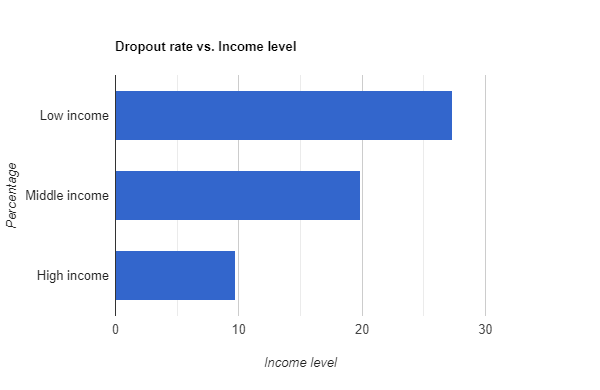 Dropout rate vs. Income level
Percentage
Low income
Middle income
High income
0 10 20 30
Income level